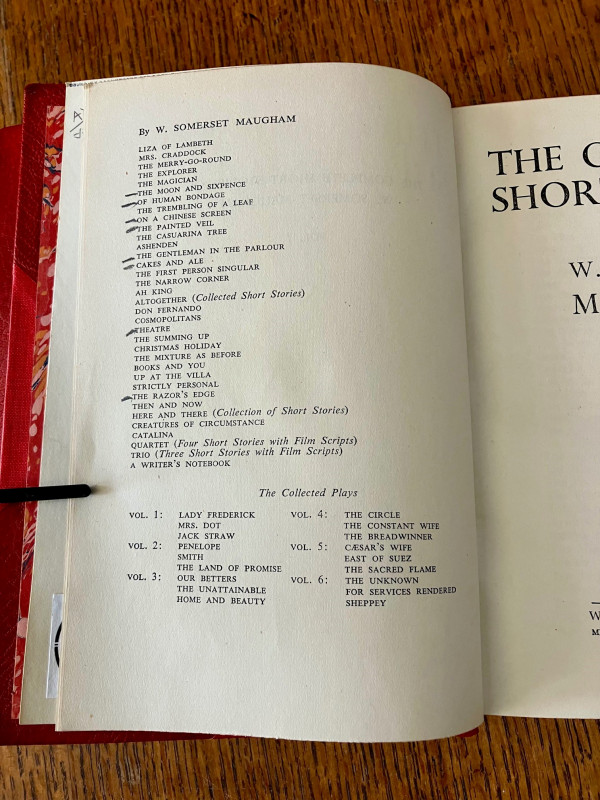 By W. SOMERSET MAUGHAM
LIZA OF LAMBETH
MRS. CRADDOCK
THE MERRY-GO-ROUND
THE EXPLORER
THE MAGICIAN
THE MOON AND SIXPENCE
OF HUMAN BONDAGE
THE TREMBLING OF A LEAF
ON A CHINESE SCREEN
THE PAINTED VEIL
THE CASUARINA TREE
ASHENDEN
THE GENTLEMAN IN THE PARLOUR
CAKES AND ALE
THE FIRST PERSON SINGULAR
THE NARROW CORNER
AH KING
ALTOGETHER (Collected Short Stories)
DON FERNANDO
COSMOPOLITANS
THEATRE
THE SUMMING UP
CHRISTMAS HOLIDAY
THE MIXTURE AS BEFORE
BOOKS AND YOU
UP AT THE VILLA
STRICTLY PERSONAL
THE RAZOR'S EDGE
THEN AND NOW
HERE AND THERE (Collection of Short Stories)
CREATURES OF CIRCUMSTANCE
CATALINA
QUARTET (Four Short Stories with Film Scripts)
TRIO (Three Short Stories with Film Scripts)
A WRITER'S NOTEBOOK
The Collected Plays
VOL. 1: LADY FREDERICK
MRS. DOT
JACK STRAW
VOL. 2: PENELOPE
SMITH
THE LAND OF PROMISE
VOL. 3: OUR BETTERS
THE UNATTAINABLE
HOME AND BEAUTY
VOL. 4: THE CIRCLE
THE CONSTANT WIFE
THE BREADWINNER
VOL. 5: CÆSAR'S WIFE
EAST OF SUEZ
THE SACRED FLAME
VOL. 6: THE UNKNOWN
FOR SERVICES RENDERED
SHEPPEY
THE C
SHOR
W.
M
W